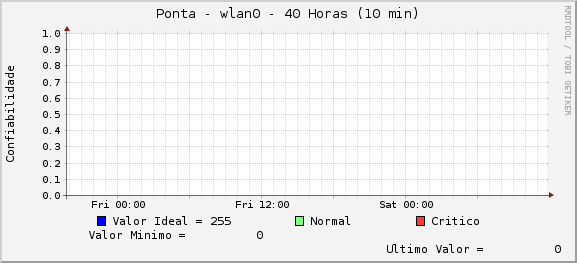 Ponta - wlan0 - 40 Horas (10 min)
RRDTOOL / TOBI OETIKER
Confiabilidade
1.0
0.9
0.8
0.7
0.6
0.5
0.4
0.3
0.2
0.1
0.0
Fri 00:00 Fri 12:00 Sat 00:00
Valor Ideal = 255 Normal Critico
Valor Minimo = 0
Ultimo Valor = 0